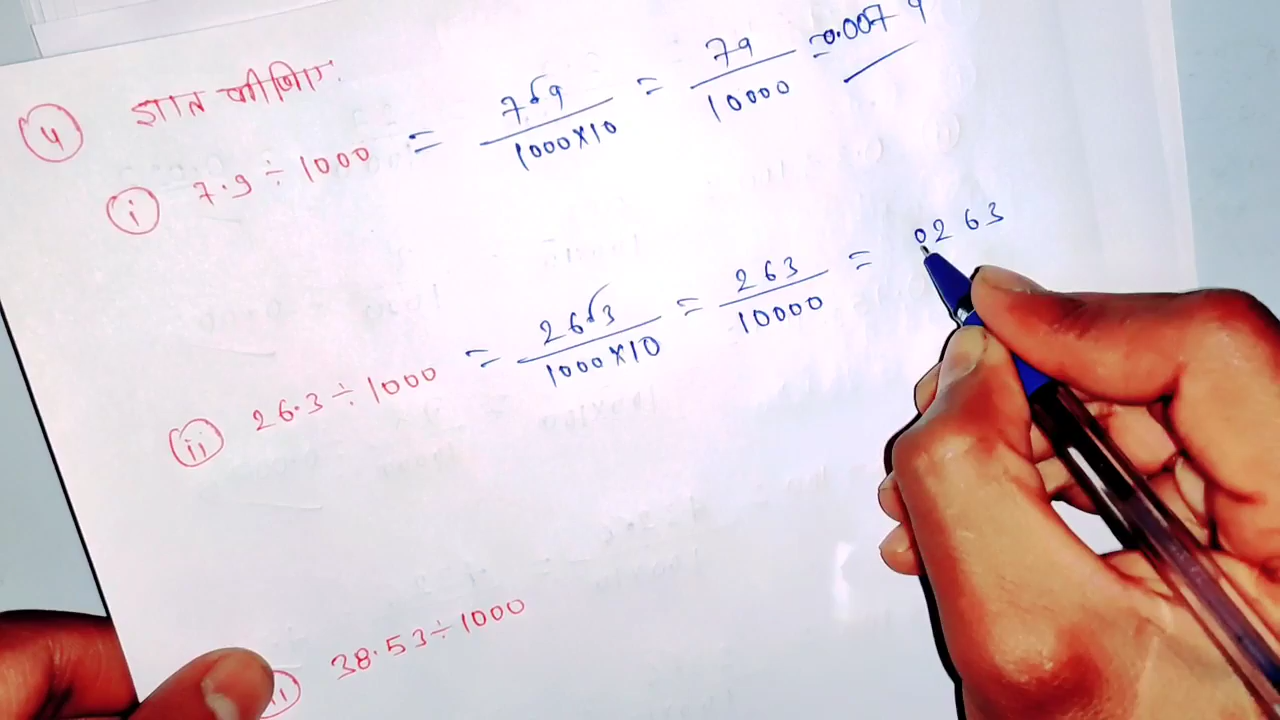 ५ ज्ञात कीजिए
i 7.9 ÷ 1000 = 7.9/1000×10 = 79/10000 = 0.0079
ii 26.3 ÷ 1000 = 26.3/1000×10 = 263/10000 = 0263
38.53 ÷ 1000